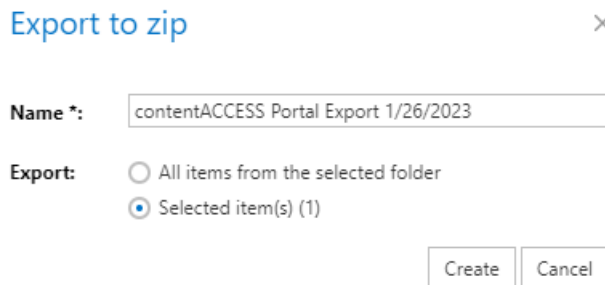 Export to zip
Name *: contentACCESS Portal Export 1/26/2023
Export: All items from the selected folder
Selected item(s) (1)
Create Cancel